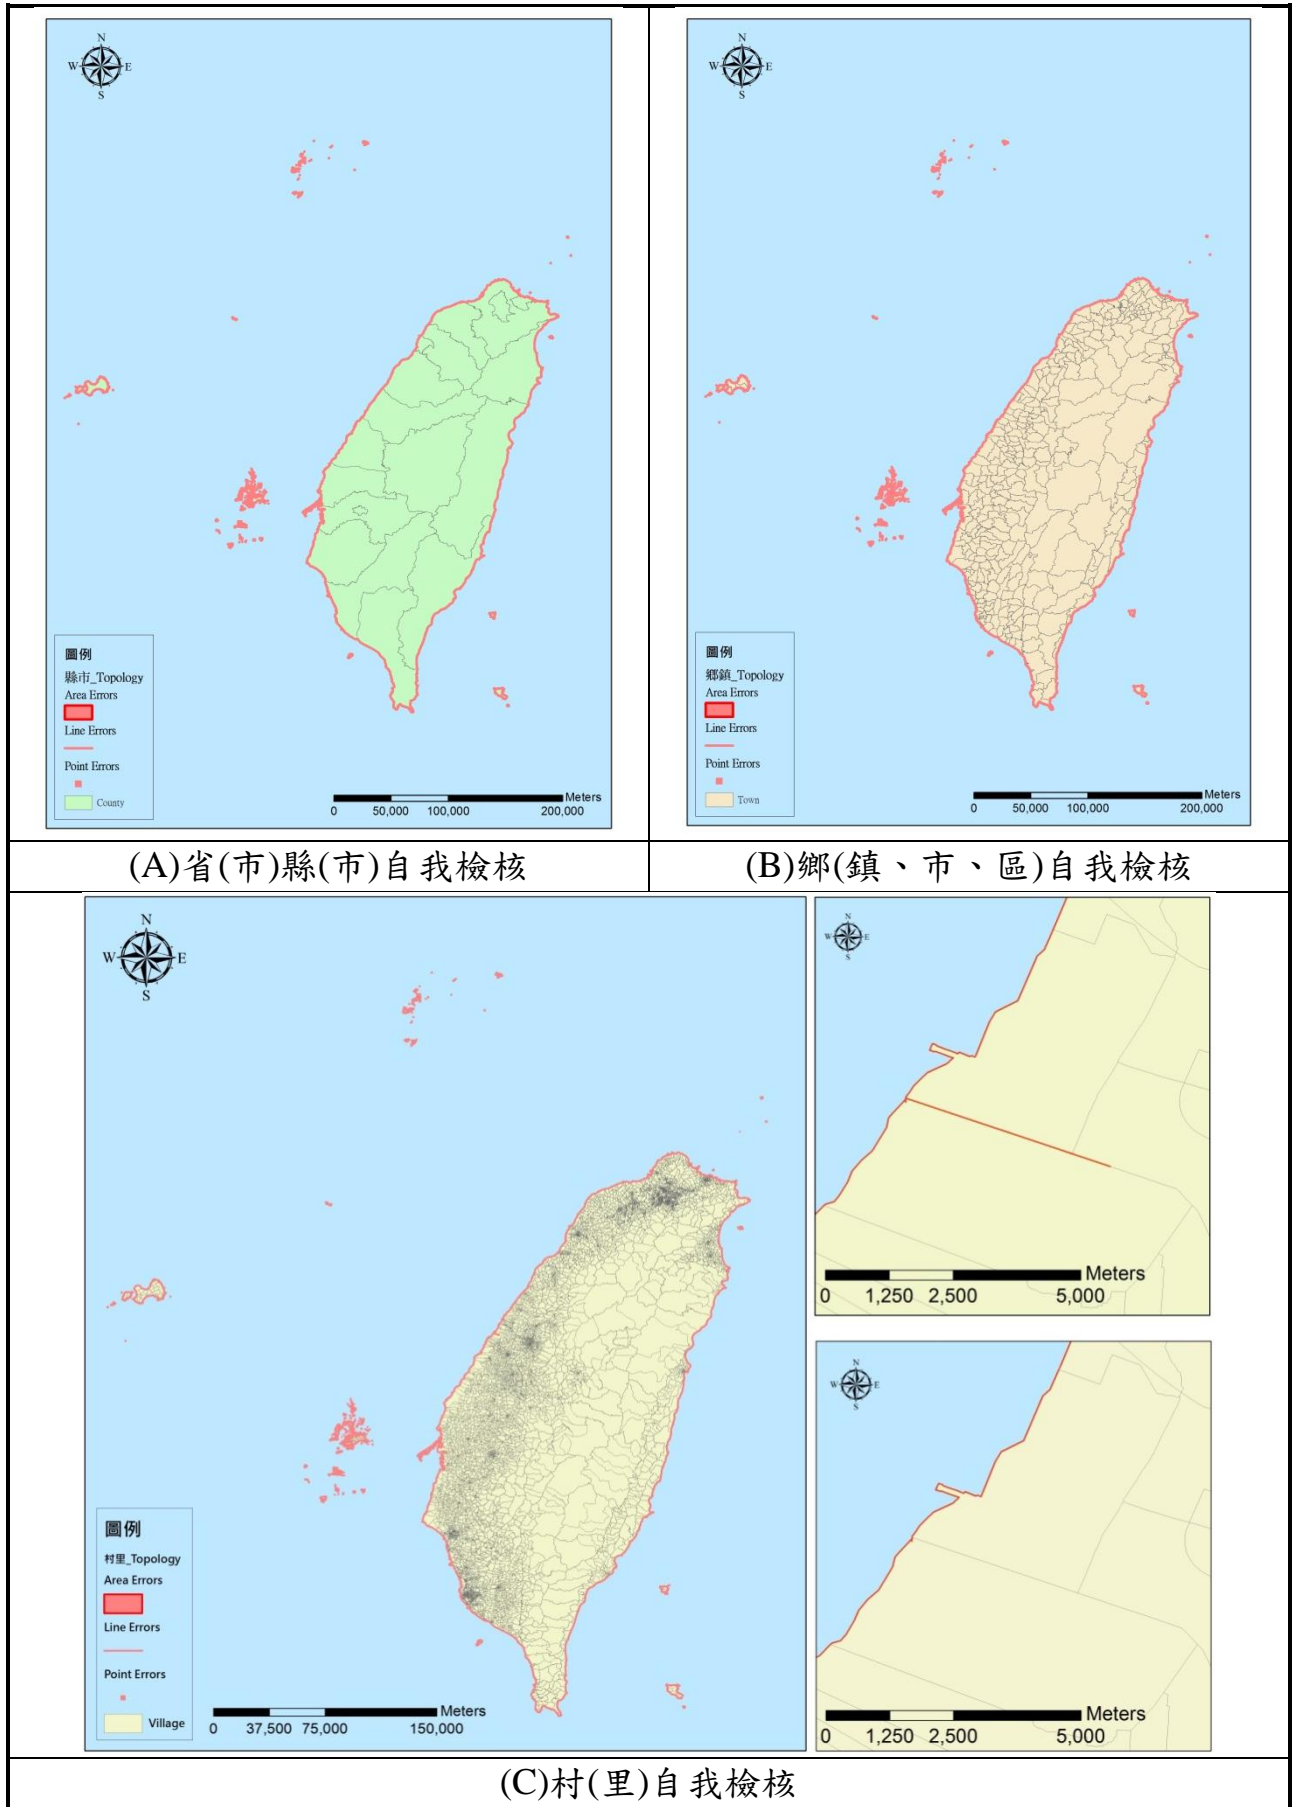 N
W E
S
圖例
縣市_Topology
Area Errors
Line Errors
Point Errors
County
Meters
0 50,000 100,000 200,000
(A)省(市)縣(市)自我檢核
N
W E
S
圖例
鄉鎮_Topology
Area Errors
Line Errors
Point Errors
Town
Meters
0 50,000 100,000 200,000
(B)鄉(鎮、市、區)自我檢核
N
W E
S
圖例
村里_Topology
Area Errors
Line Errors
Point Errors
Village
Meters
0 37,500 75,000 150,000
N
W E
S
Meters
0 1,250 2,500 5,000
N
W E
S
Meters
0 1,250 2,500 5,000
(C)村(里)自我檢核